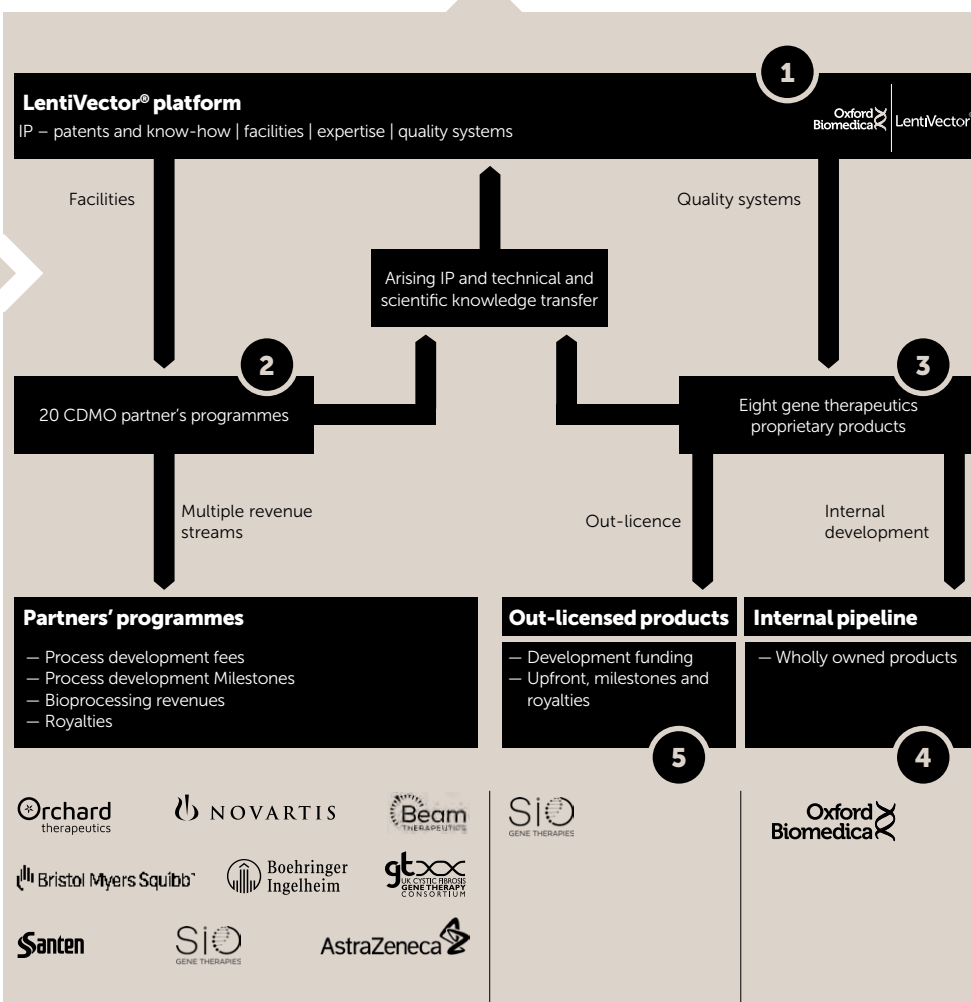 1
LentiVector® platform
IP – patents and know-how | facilities | expertise | quality systems
Oxford
Biomedica
LentiVector®
Facilities
Quality systems
Arising IP and technical and
scientific knowledge transfer
2
20 CDMO partner's programmes
3
Eight gene therapeutics
proprietary products
Multiple revenue
streams
Out-licence
Internal
development
Partners' programmes
— Process development fees
— Process development Milestones
— Bioprocessing revenues
— Royalties
Out-licensed products
— Development funding
— Upfront, milestones and
royalties
5
Internal pipeline
— Wholly owned products
4
Orchard
therapeutics
NOVARTIS
Beam
THERAPEUTICS
Bristol Myers Squibb™
Boehringer
Ingelheim
gt
UK CYSTIC FIBROSIS
GENE THERAPY
CONSORTIUM
Santen
SiO
GENE THERAPIES
AstraZeneca
SiO
GENE THERAPIES
Oxford
Biomedica